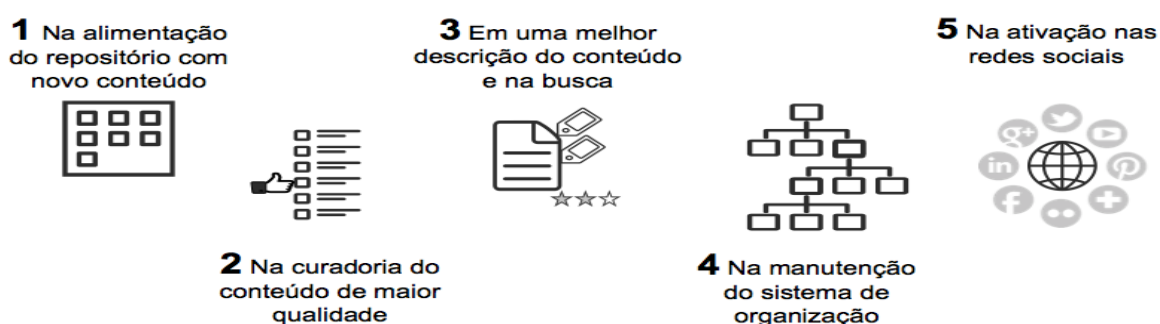 1 Na alimentação
do repositório com
novo conteúdo
2 Na curadoria do
conteúdo de maior
qualidade
3 Em uma melhor
descrição do conteúdo
e na busca
4 Na manutenção
do sistema de
organização
5 Na ativação nas
redes sociais
g+
in
f